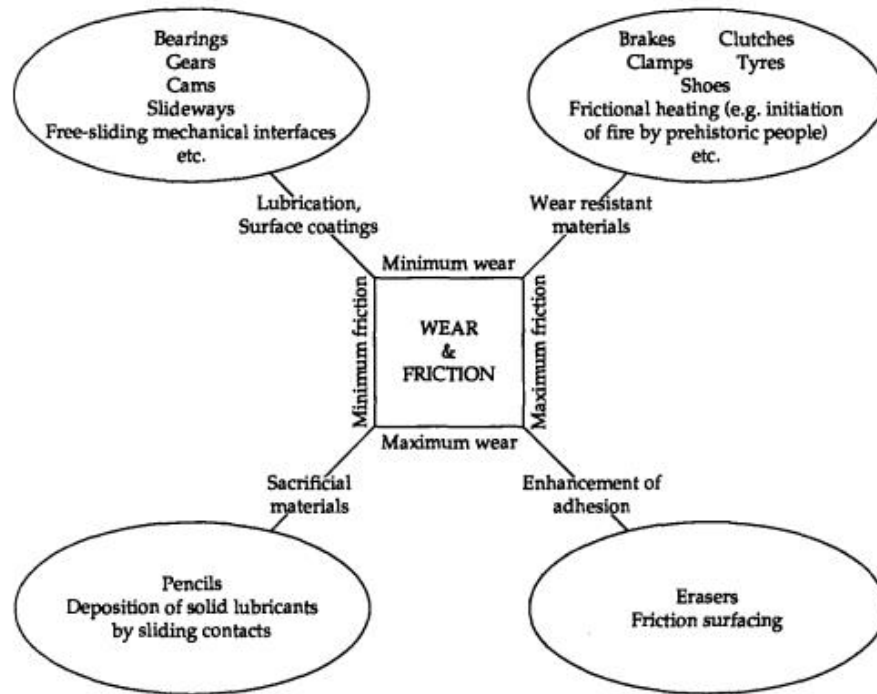 Bearings
Gears
Cams
Slideways
Free-sliding mechanical interfaces
etc.
Brakes Clutches
Clamps Tyres
Shoes
Frictional heating (e.g. initiation
of fire by prehistoric people)
etc.
Lubrication,
Surface coatings
Wear resistant
materials
Minimum wear
Minimum friction
WEAR
&
FRICTION
Maximum friction
Maximum wear
Sacrificial
materials
Enhancement of
adhesion
Pencils
Deposition of solid lubricants
by sliding contacts
Erasers
Friction surfacing